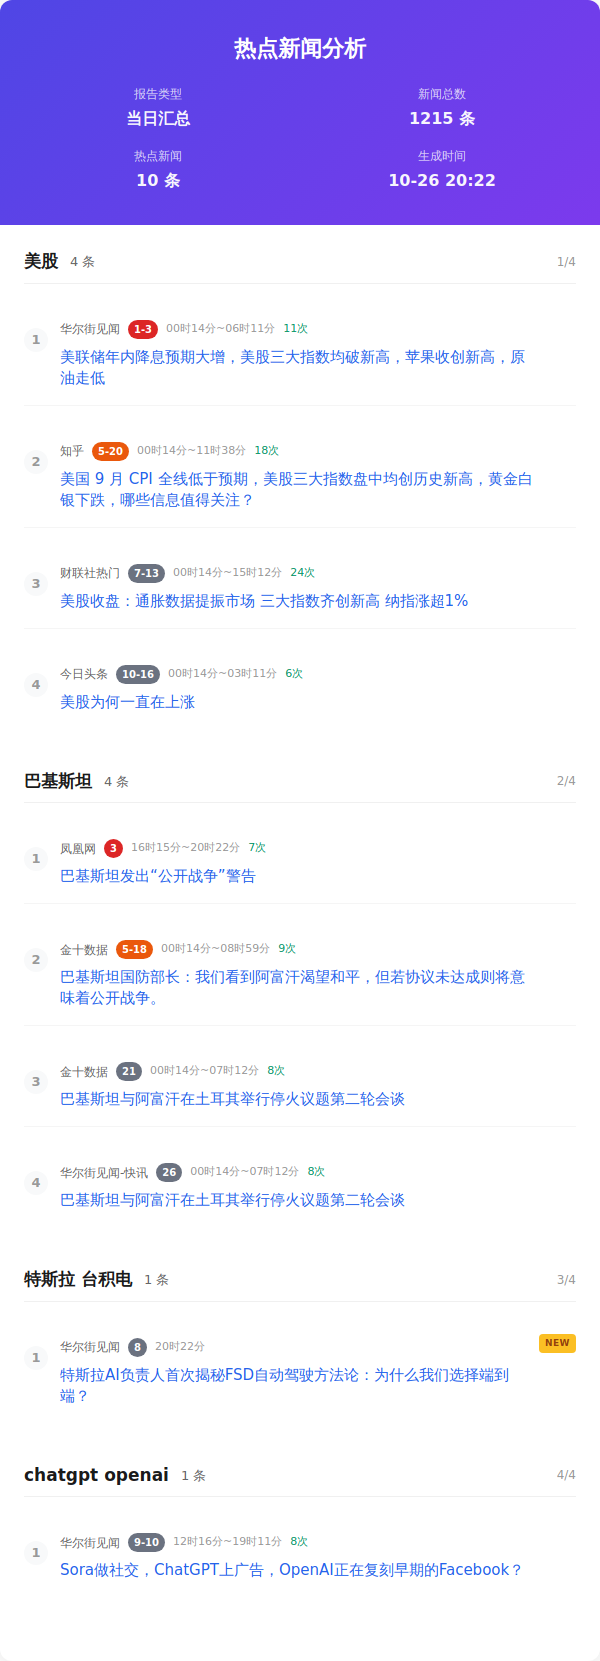 热点新闻分析
报告类型
当日汇总
新闻总数
1215 条
热点新闻
10 条
生成时间
10-26 20:22
美股 4 条 1/4
1
华尔街见闻 1-3 00时14分~06时11分 11次
美联储年内降息预期大增，美股三大指数均破新高，苹果收创新高，原
油走低
2
知乎 5-20 00时14分~11时38分 18次
美国 9 月 CPI 全线低于预期，美股三大指数盘中均创历史新高，黄金白
银下跌，哪些信息值得关注？
3
财联社热门 7-13 00时14分~15时12分 24次
美股收盘：通胀数据提振市场 三大指数齐创新高 纳指涨超1%
4
今日头条 10-16 00时14分~03时11分 6次
美股为何一直在上涨
巴基斯坦 4 条 2/4
1
凤凰网 3 16时15分~20时22分 7次
巴基斯坦发出“公开战争”警告
2
金十数据 5-18 00时14分~08时59分 9次
巴基斯坦国防部长：我们看到阿富汗渴望和平，但若协议未达成则将意
味着公开战争。
3
金十数据 21 00时14分~07时12分 8次
巴基斯坦与阿富汗在土耳其举行停火议题第二轮会谈
4
华尔街见闻-快讯 26 00时14分~07时12分 8次
巴基斯坦与阿富汗在土耳其举行停火议题第二轮会谈
特斯拉 台积电 1 条 3/4
1
华尔街见闻 8 20时22分 NEW
特斯拉AI负责人首次揭秘FSD自动驾驶方法论：为什么我们选择端到
端？
chatgpt openai 1 条 4/4
1
华尔街见闻 9-10 12时16分~19时11分 8次
Sora做社交，ChatGPT上广告，OpenAI正在复刻早期的Facebook？